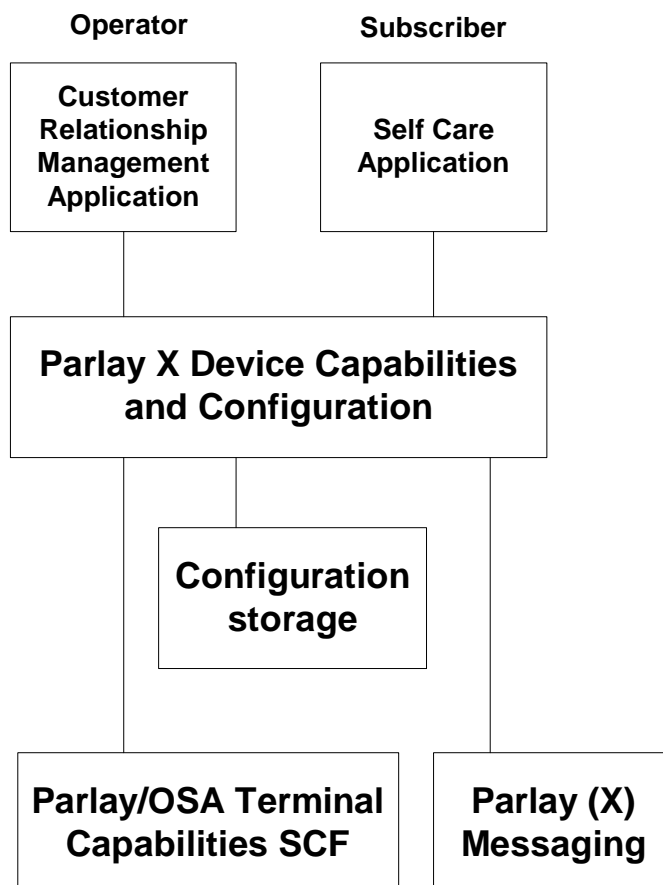 Operator
Subscriber
Customer
Relationship
Management
Application
Self Care
Application
Parlay X Device Capabilities
and Configuration
Configuration
storage
Parlay/OSA Terminal
Capabilities SCF
Parlay (X)
Messaging